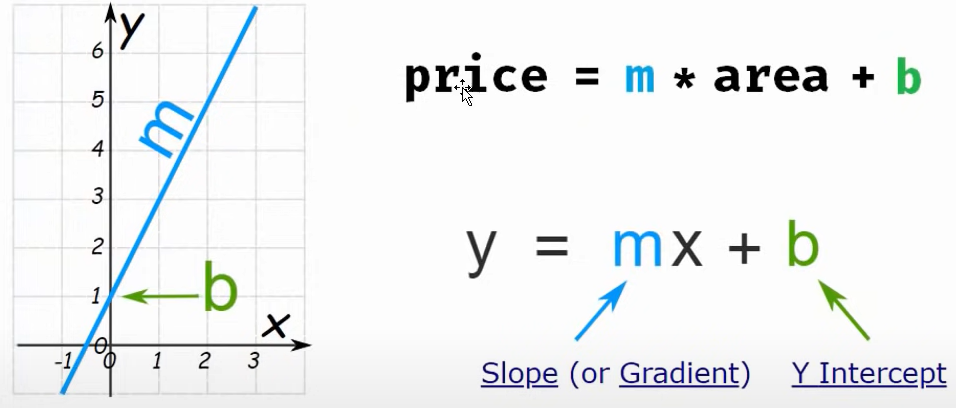 y
6
5
m
4
3
2
1
b
x
0
-1 0 1 2 3
price = m * area + b
y = mx + b
Slope (or Gradient) Y Intercept